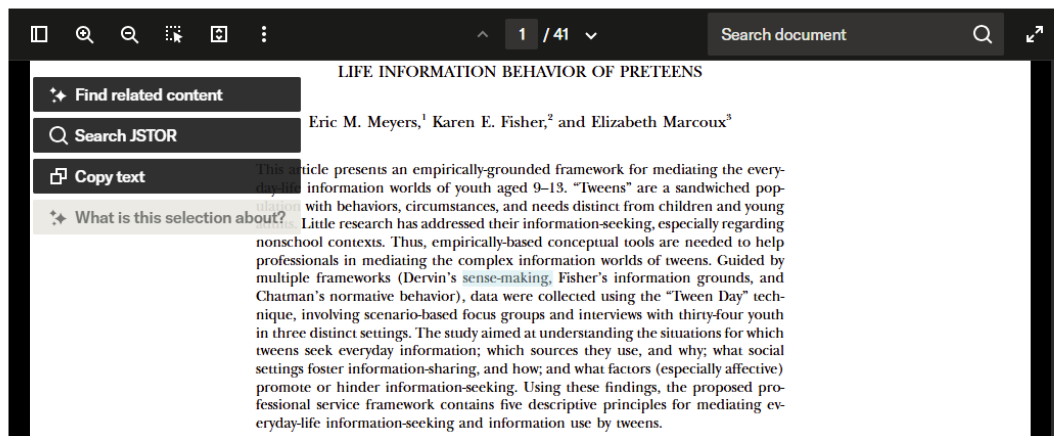 1 / 41
Search document
LIFE INFORMATION BEHAVIOR OF PRETEENS
Find related content
Search JSTOR
Copy text
What is this selection about?
Eric M. Meyers,¹ Karen E. Fisher,² and Elizabeth Marcoux³
This article presents an empirically-grounded framework for mediating the every-
day-life information worlds of youth aged 9–13. “Tweens” are a sandwiched pop-
ulation with behaviors, circumstances, and needs distinct from children and young
adults. Little research has addressed their information-seeking, especially regarding
nonschool contexts. Thus, empirically-based conceptual tools are needed to help
professionals in mediating the complex information worlds of tweens. Guided by
multiple frameworks (Dervin’s sense-making, Fisher’s information grounds, and
Chatman’s normative behavior), data were collected using the “Tween Day” tech-
nique, involving scenario-based focus groups and interviews with thirty-four youth
in three distinct settings. The study aimed at understanding the situations for which
tweens seek everyday information; which sources they use, and why; what social
settings foster information-sharing, and how; and what factors (especially affective)
promote or hinder information-seeking. Using these findings, the proposed pro-
fessional service framework contains five descriptive principles for mediating ev-
eryday-life information-seeking and information use by tweens.